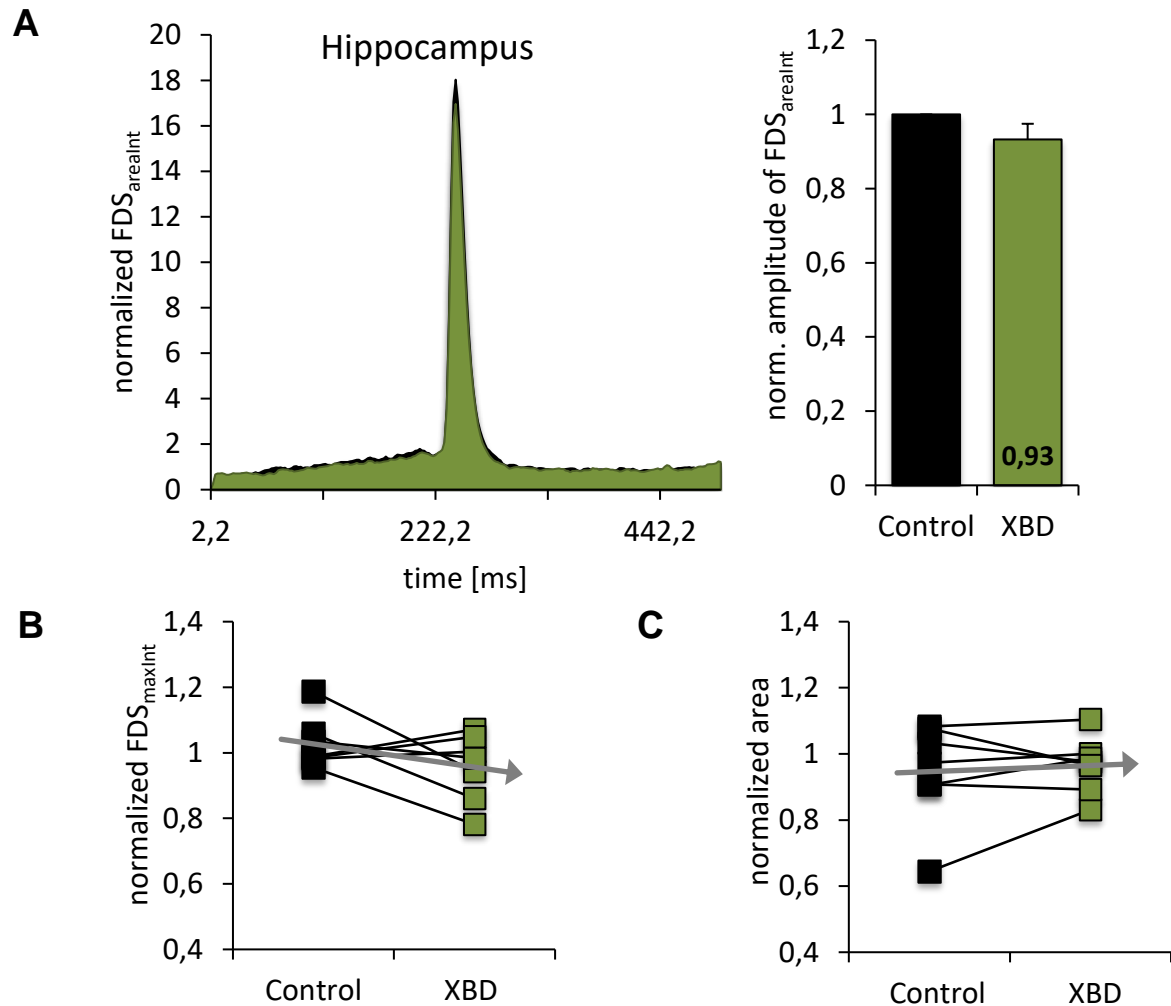 A
Hippocampus
normalized FDSareaInt
20
18
16
14
12
10
8
6
4
2
0
2,2 222,2 442,2
time [ms]
norm. amplitude of FDSareaInt
1,2
1
0,8
0,6
0,4
0,2
0
0,93
Control XBD
B
normalized FDSmaxInt
1,4
1,2
1
0,8
0,6
0,4
Control XBD
C
normalized area
1,4
1,2
1
0,8
0,6
0,4
Control XBD